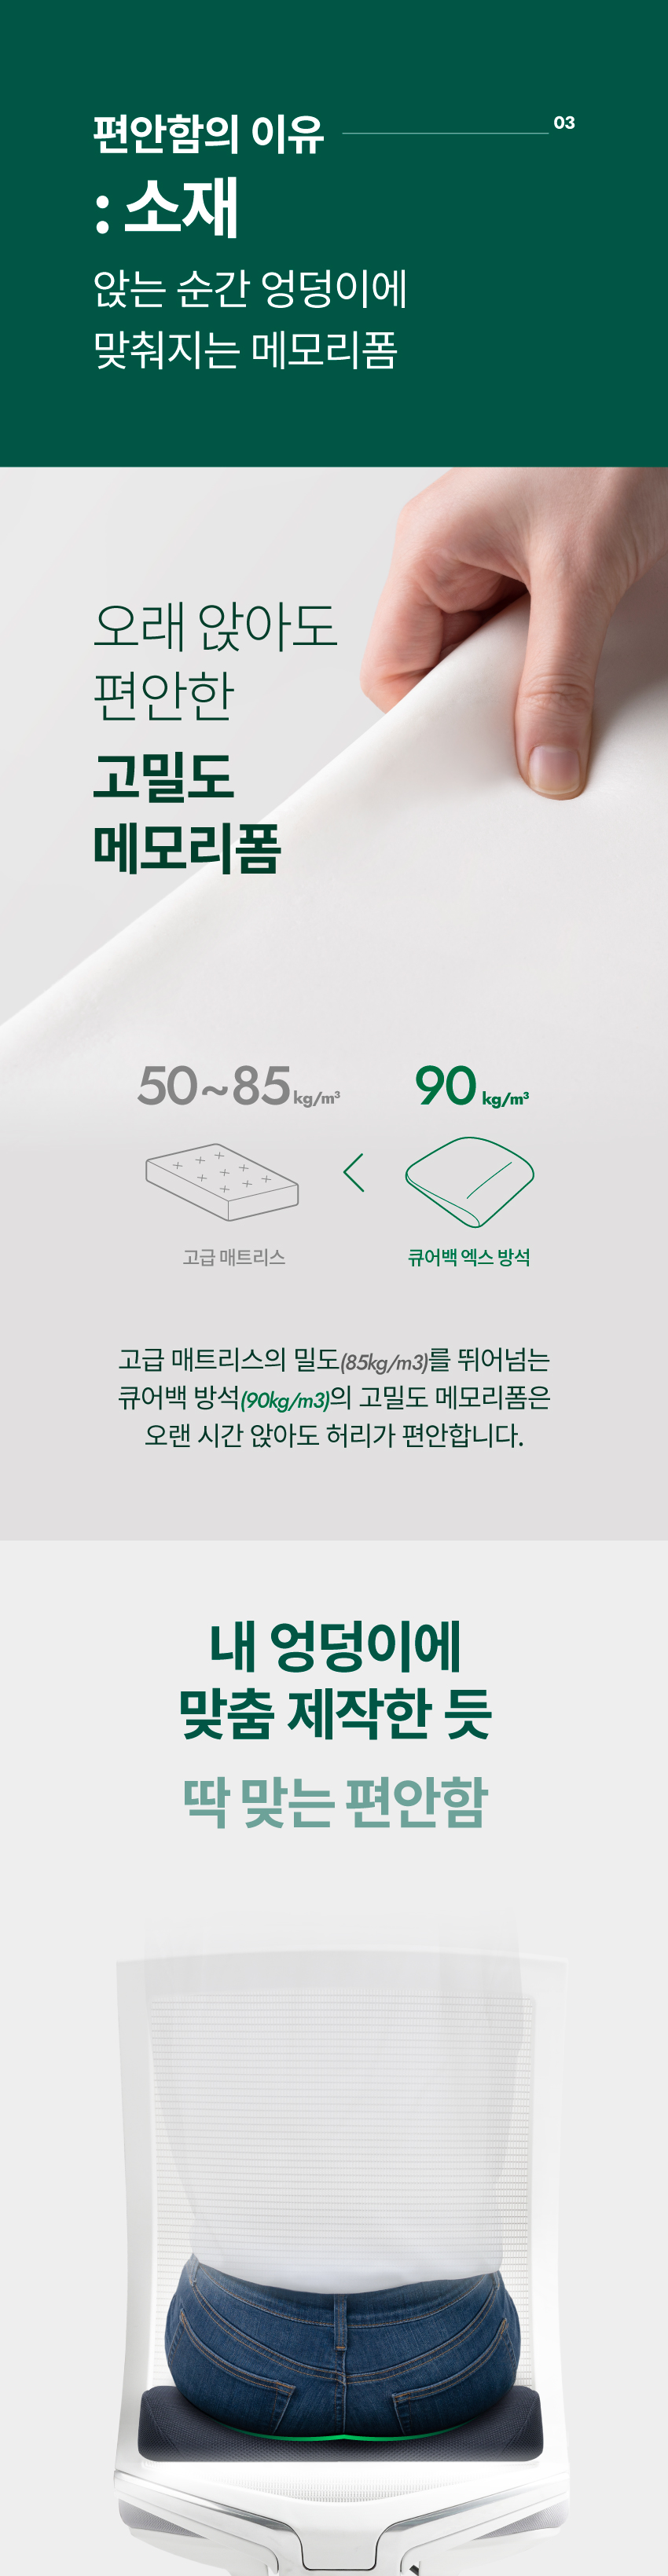 편안함의 이유
03
: 소재
앉는 순간 엉덩이에
맞춰지는 메모리폼
오래 앉아도
편안한
고밀도
메모리폼
50~85kg/m³
90kg/m³
고급 매트리스
<
큐어백 엑스 방석
고급 매트리스의 밀도(85kg/m3)를 뛰어넘는
큐어백 방석(90kg/m3)의 고밀도 메모리폼은
오랜 시간 앉아도 허리가 편안합니다.
내 엉덩이에
맞춤 제작한 듯
딱 맞는 편안함